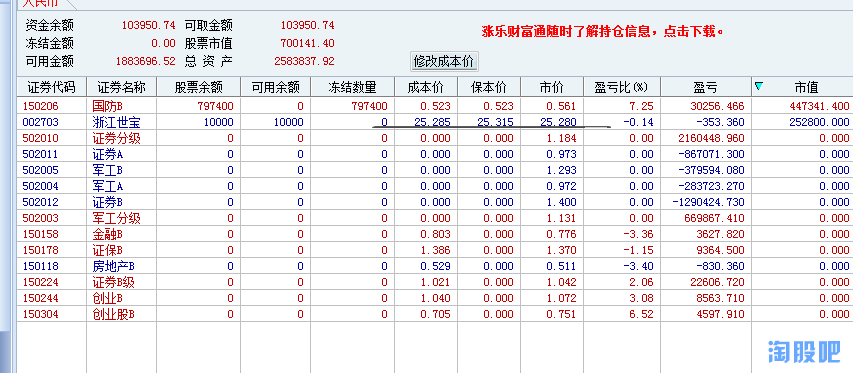 人民币
资金余额 103950.74 可取金额 103950.74
冻结金额 0.00 股票市值 700141.40
可用金额 1883696.52 总 资 产 2583837.92
涨乐财富通随时了解持仓信息，点击下载。
修改成本价
证券代码 证券名称 股票余额 可用余额 冻结数量 成本价 保本价 市价 盈亏比(%) 盈亏 市值
150206 国防B 797400 0 797400 0.523 0.523 0.561 7.25 30256.466 447341.400
002703 浙江世宝 10000 10000 0 25.285 25.315 25.280 -0.14 -353.360 252800.000
502010 证券分级 0 0 0 0.000 0.000 1.184 0.00 2160448.960 0.000
502011 证券A 0 0 0 0.000 0.000 0.973 0.00 -867071.300 0.000
502005 军工B 0 0 0 0.000 0.000 1.293 0.00 -379594.080 0.000
502004 军工A 0 0 0 0.000 0.000 0.972 0.00 -283723.270 0.000
502012 证券B 0 0 0 0.000 0.000 1.400 0.00 -1290424.730 0.000
502003 军工分级 0 0 0 0.000 0.000 1.131 0.00 669867.410 0.000
150158 金融B 0 0 0 0.803 0.000 0.776 -3.36 3627.820 0.000
150178 证保B 0 0 0 1.386 0.000 1.370 -1.15 9364.500 0.000
150118 房地产B 0 0 0 0.529 0.000 0.511 -3.40 -830.360 0.000
150224 证券B级 0 0 0 1.021 0.000 1.042 2.06 22606.720 0.000
150244 创业B 0 0 0 1.040 0.000 1.072 3.08 8563.710 0.000
150304 创业股B 0 0 0 0.705 0.000 0.751 6.52 4597.910 0.000
淘股吧